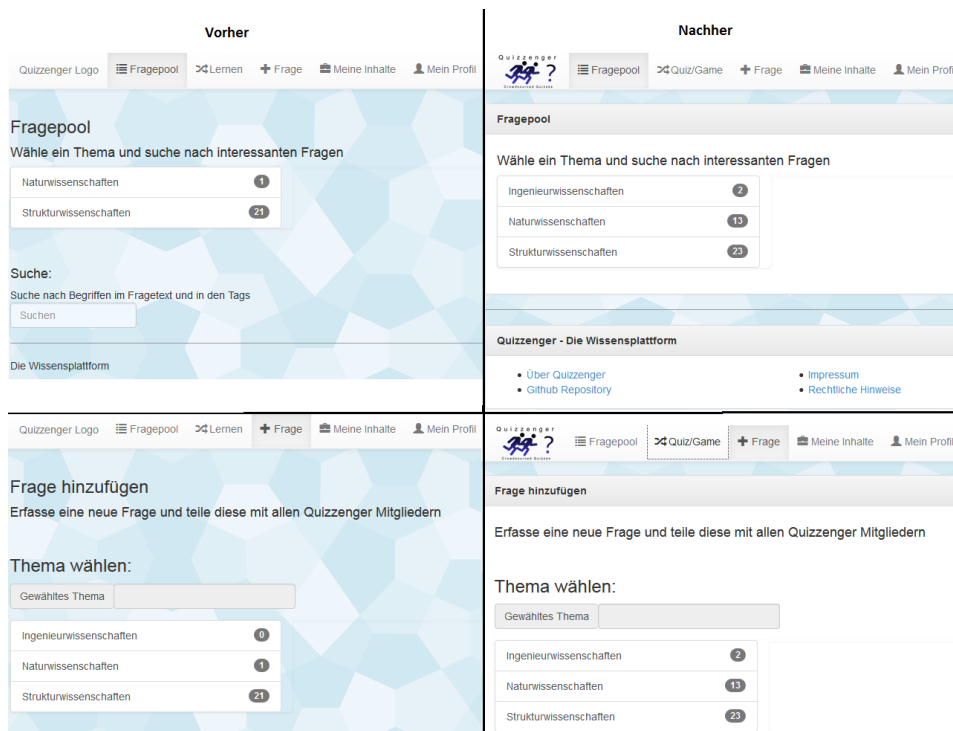 Vorher
Quizzenger Logo Fragepool Lernen Frage Meine Inhalte Mein Profil
Fragepool
Wähle ein Thema und suche nach interessanten Fragen
Naturwissenschaften 1
Strukturwissenschaften 21
Suche:
Suche nach Begriffen im Fragetext und in den Tags
Suchen
Die Wissensplattform
Nachher
Quizzenger
?
Crowdsourced Quizzes
Fragepool Quiz/Game Frage Meine Inhalte Mein Profi
Fragepool
Wähle ein Thema und suche nach interessanten Fragen
Ingenieurwissenschaften 2
Naturwissenschaften 13
Strukturwissenschaften 23
Quizzenger - Die Wissensplattform
Über Quizzenger
Github Repository
Impressum
Rechtliche Hinweise
Quizzenger Logo Fragepool Lernen Frage Meine Inhalte Mein Profil
Frage hinzufügen
Erfasse eine neue Frage und teile diese mit allen Quizzenger Mitgliedern
Thema wählen:
Gewähltes Thema
Ingenieurwissenschaften 0
Naturwissenschaften 1
Strukturwissenschaften 21
Quizzenger
?
Crowdsourced Quizzes
Fragepool Quiz/Game Frage Meine Inhalte Mein Profil
Frage hinzufügen
Erfasse eine neue Frage und teile diese mit allen Quizzenger Mitgliedern
Thema wählen:
Gewähltes Thema
Ingenieurwissenschaften 2
Naturwissenschaften 13
Strukturwissenschaften 23